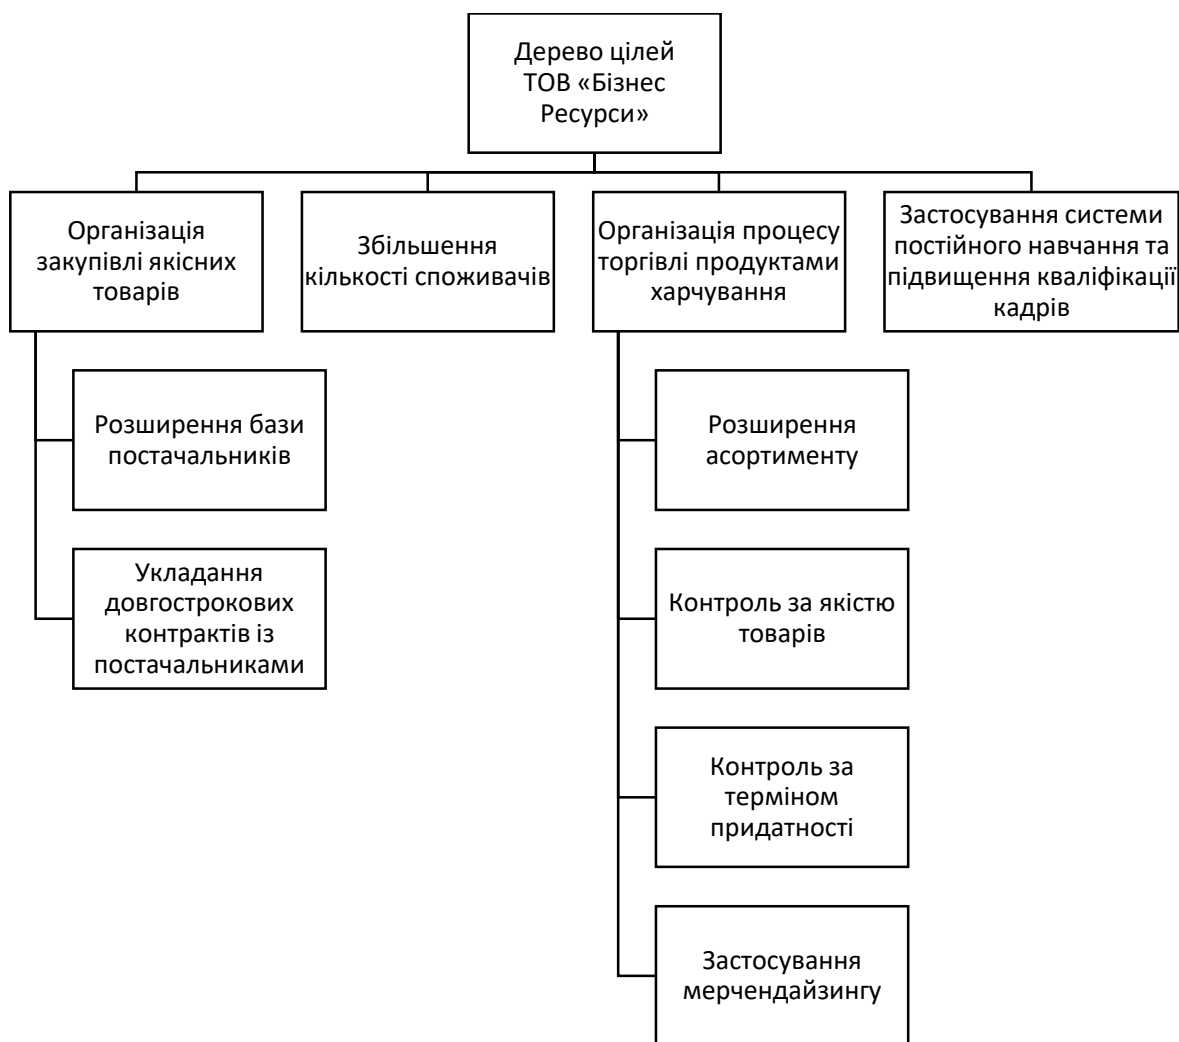 Дерево цілей
ТОВ «Бізнес
Ресурси»
Організація
закупівлі якісних
товарів
Збільшення
кількості споживачів
Організація процесу
торгівлі продуктами
харчування
Застосування системи
постійного навчання та
підвищення кваліфікації
кадрів
Розширення бази
постачальників
Укладання
довгострокових
контрактів із
постачальниками
Розширення
асортименту
Контроль за якістю
товарів
Контроль за
терміном
придатності
Застосування
мерчендайзингу